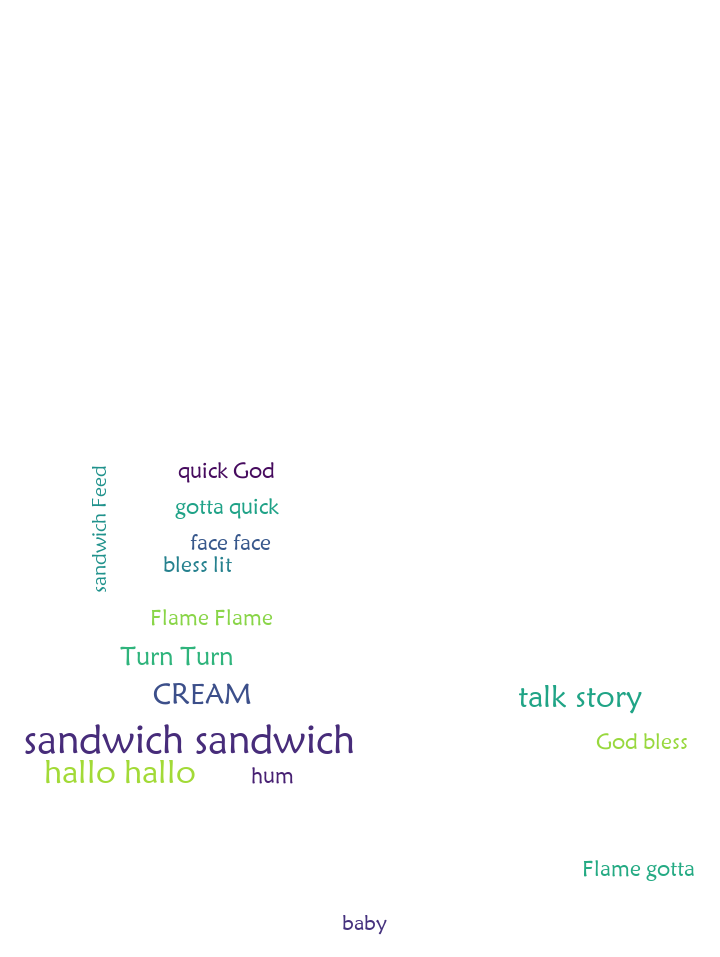 sandwich Feed
quick God
gotta quick
face face
bless lit
Flame Flame
Turn Turn
CREAM
talk story
sandwich sandwich
God bless
hallo hallo
hum
Flame gotta
baby